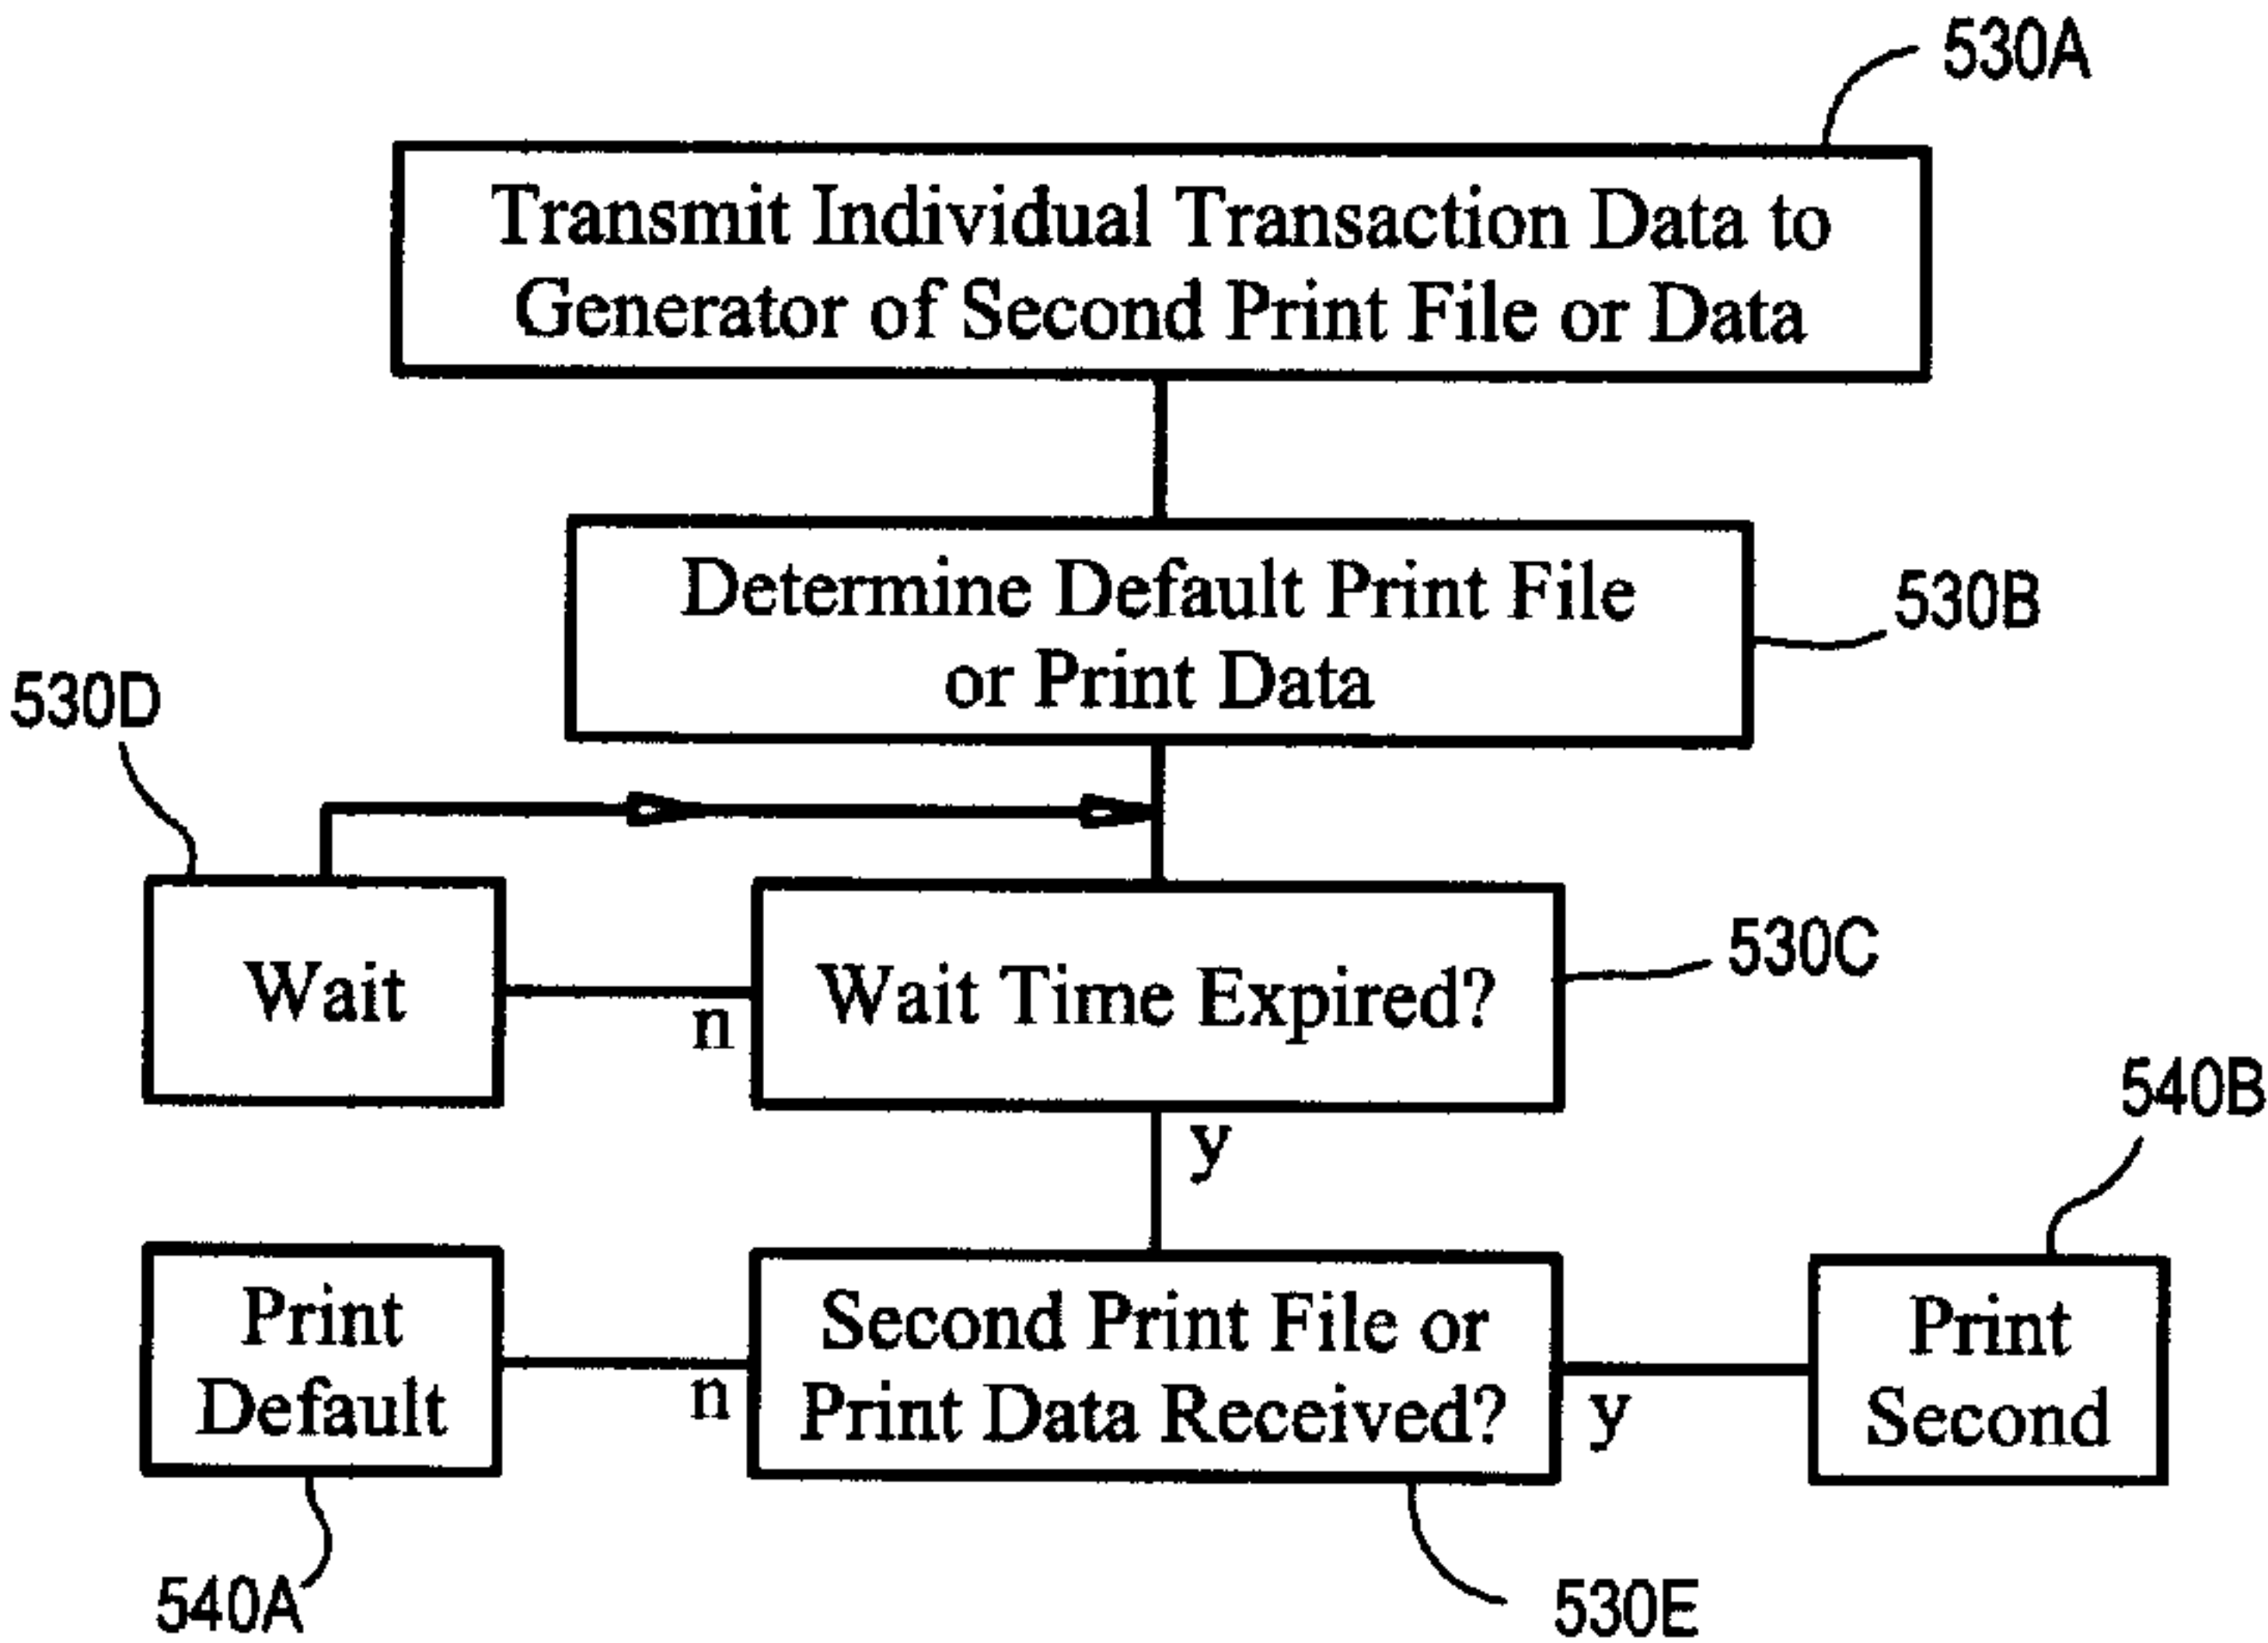 530A
Transmit Individual Transaction Data to
Generator of Second Print File or Data
Determine Default Print File
or Print Data
530B
530D
Wait
n
Wait Time Expired?
530C
y
540B
Print
Default
n
Second Print File or
Print Data Received?
y
Print
Second
540A
530E